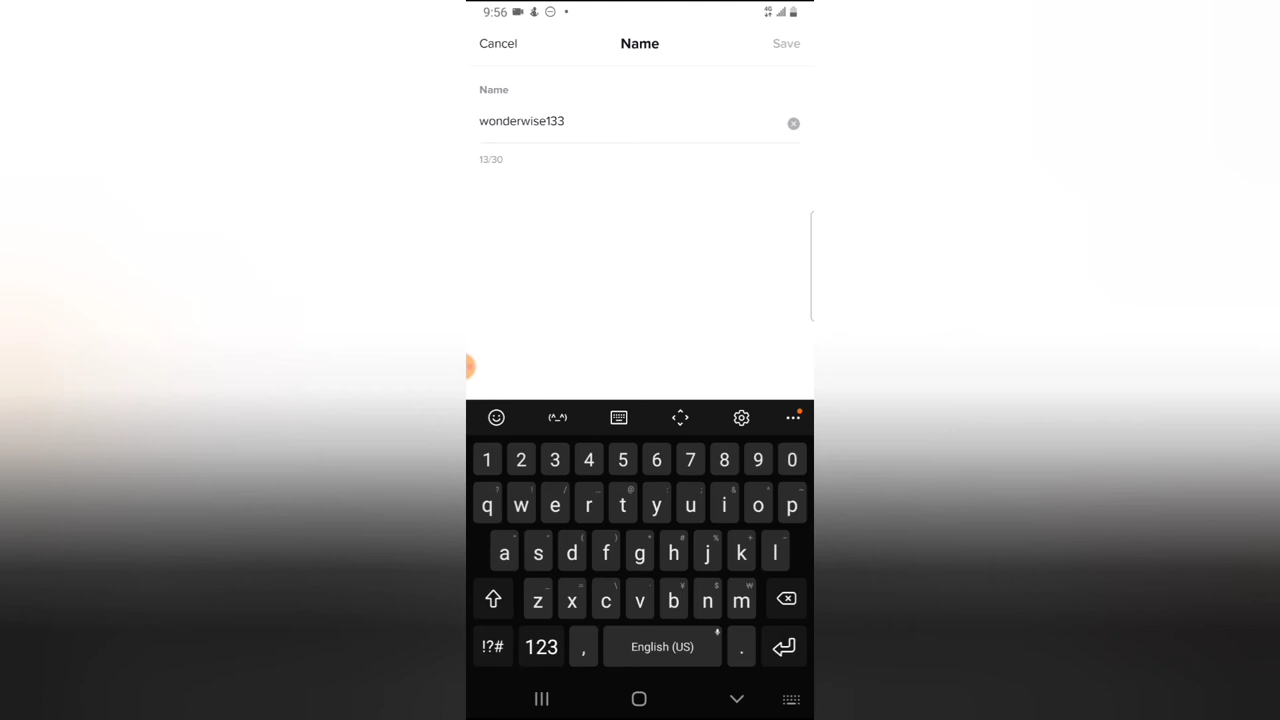 9:56 4G
Cancel Name Save
Name
wonderwise133
13/30
(^_^)
1 2 3 4 5 6 7 8 9 0
q w e r t y u i o p
a s d f g h j k l
z x c v b n m
!?# 123 , English (US) .